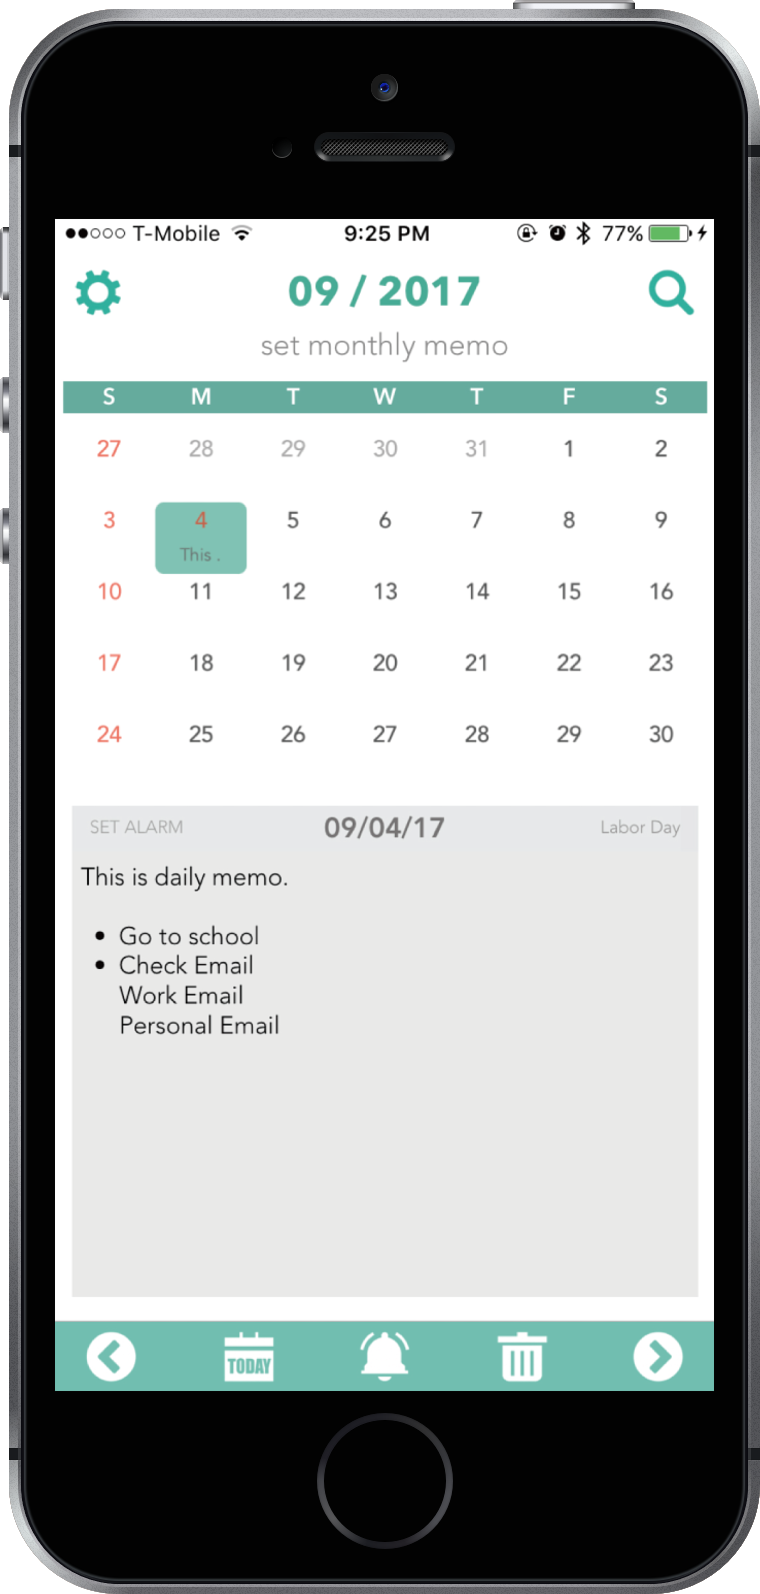 T-Mobile 9:25 PM 77%
09 / 2017
set monthly memo
S M T W T F S
27 28 29 30 31 1 2
3 4 5 6 7 8 9
This .
10 11 12 13 14 15 16
17 18 19 20 21 22 23
24 25 26 27 28 29 30
SET ALARM 09/04/17 Labor Day
This is daily memo.
• Go to school
• Check Email
Work Email
Personal Email
TODAY